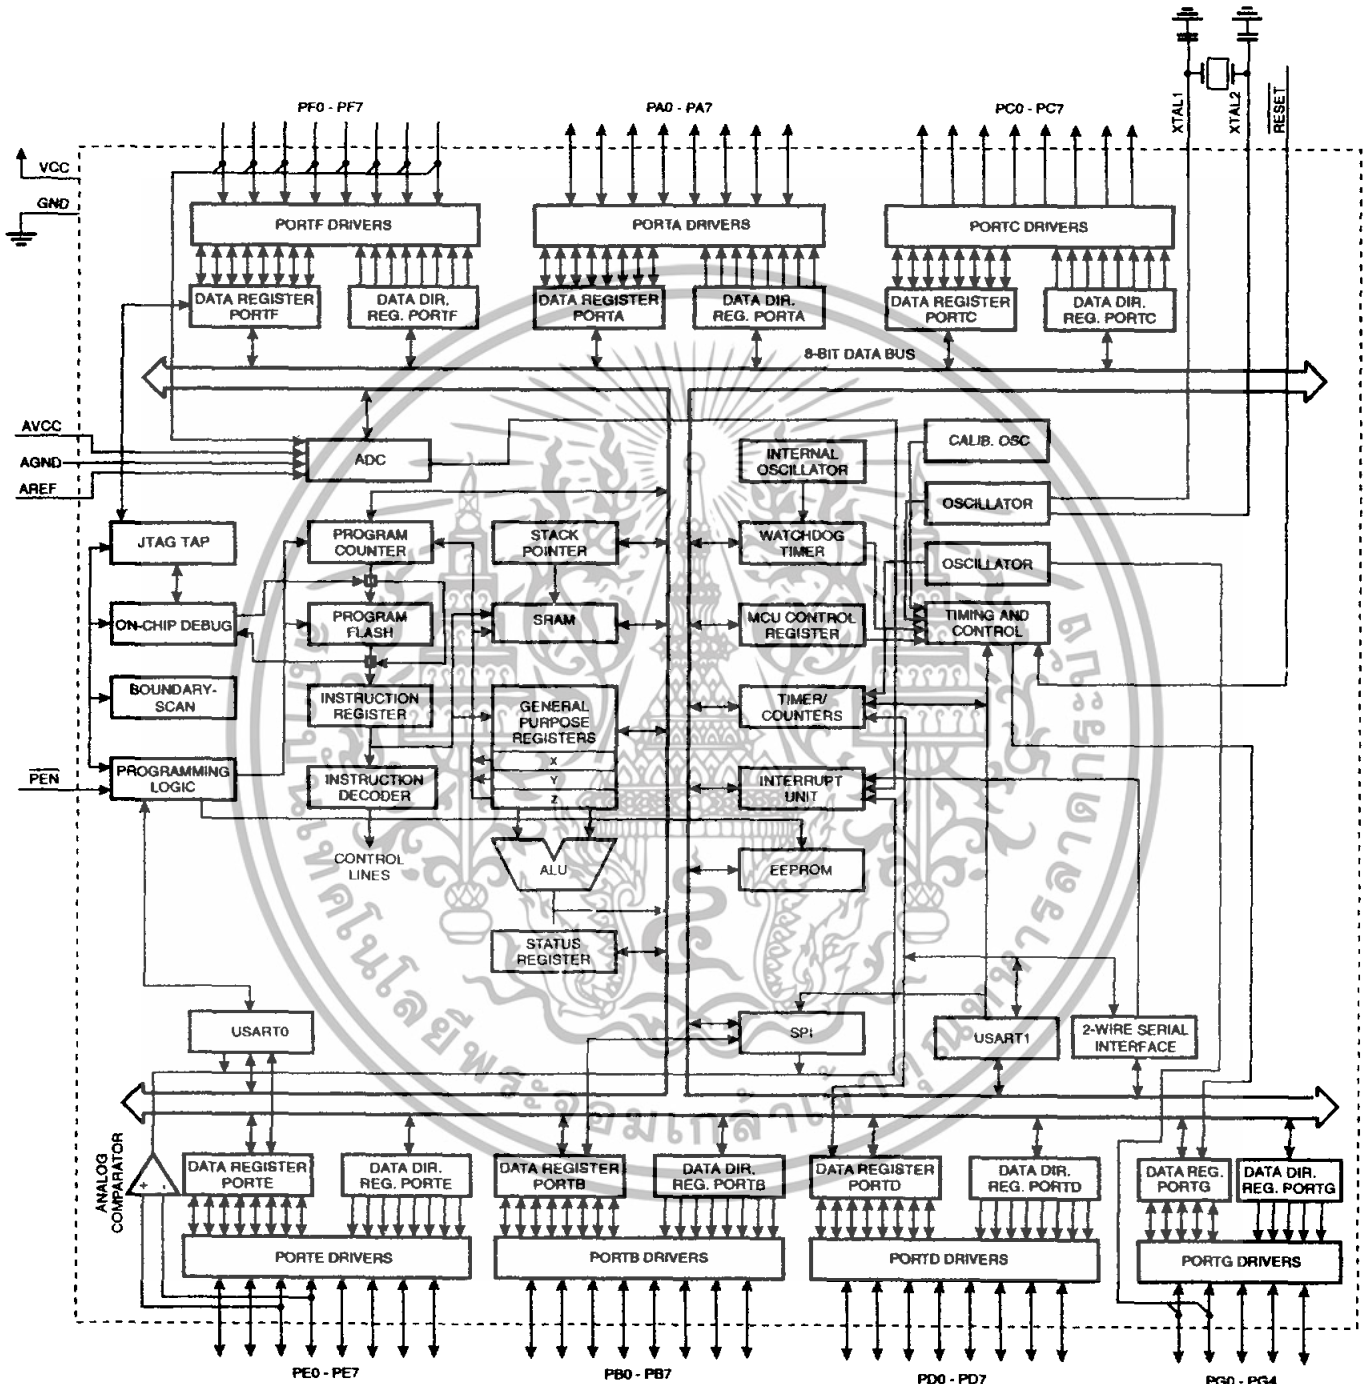 XTAL1
XTAL2
RESET
PF0 - PF7
PA0 - PA7
PC0 - PC7
VCC
GND
PORTF DRIVERS
PORTA DRIVERS
PORTC DRIVERS
DATA REGISTER
PORTF
DATA DIR.
REG. PORTF
DATA REGISTER
PORTA
DATA DIR.
REG. PORTA
DATA REGISTER
PORTC
DATA DIR.
REG. PORTC
8-BIT DATA BUS
AVCC
AGND
AREF
ADC
INTERNAL
OSCILLATOR
CALIB. OSC
OSCILLATOR
JTAG TAP
PROGRAM
COUNTER
STACK
POINTER
WATCHDOG
TIMER
OSCILLATOR
ON-CHIP DEBUG
PROGRAM
FLASH
SRAM
MCU CONTROL
REGISTER
TIMING AND
CONTROL
BOUNDARY-
SCAN
INSTRUCTION
REGISTER
GENERAL
PURPOSE
REGISTERS
X
Y
Z
TIMER/
COUNTERS
PEN
PROGRAMMING
LOGIC
INSTRUCTION
DECODER
INTERRUPT
UNIT
CONTROL
LINES
ALU
EEPROM
STATUS
REGISTER
USART0
SPI
USART1
2-WIRE SERIAL
INTERFACE
ANALOG
COMPARATOR
+ -
DATA REGISTER
PORTE
DATA DIR.
REG. PORTE
DATA REGISTER
PORTB
DATA DIR.
REG. PORTB
DATA REGISTER
PORTD
DATA DIR.
REG. PORTD
DATA REG.
PORTG
DATA DIR.
REG. PORTG
PORTE DRIVERS
PORTB DRIVERS
PORTD DRIVERS
PORTG DRIVERS
PE0 - PE7
PB0 - PB7
PD0 - PD7
PG0 - PG4